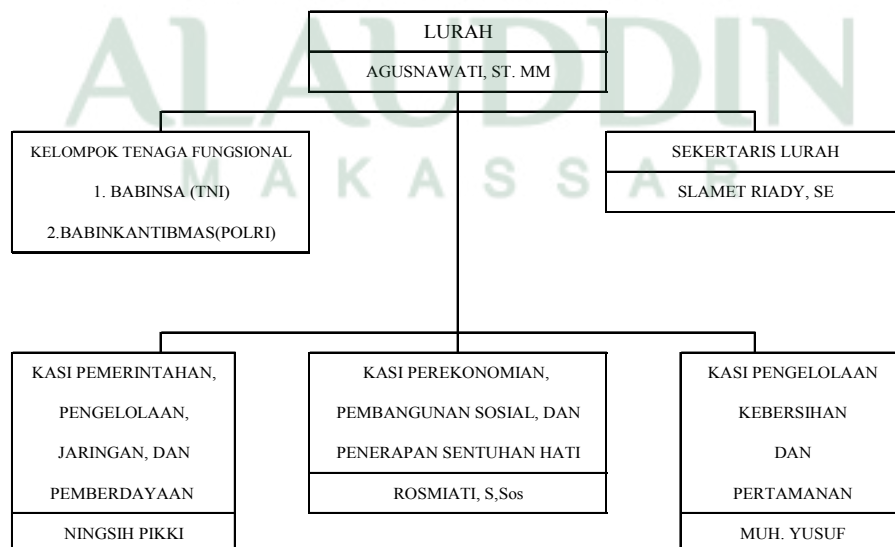 ALAUDDIN
MAKASSAR
LURAH
AGUSNAWATI, ST. MM
KELOMPOK TENAGA FUNGSIONAL
1. BABINSA (TNI)
2.BABINKANTIBMAS(POLRI)
SEKERTARIS LURAH
SLAMET RIADY, SE
KASI PEMERINTAHAN,
PENGELOLAAN,
JARINGAN, DAN
PEMBERDAYAAN
NINGSIH PIKKI
KASI PEREKONOMIAN,
PEMBANGUNAN SOSIAL, DAN
PENERAPAN SENTUHAN HATI
ROSMIATI, S,Sos
KASI PENGELOLAAN
KEBERSIHAN
DAN
PERTAMANAN
MUH. YUSUF